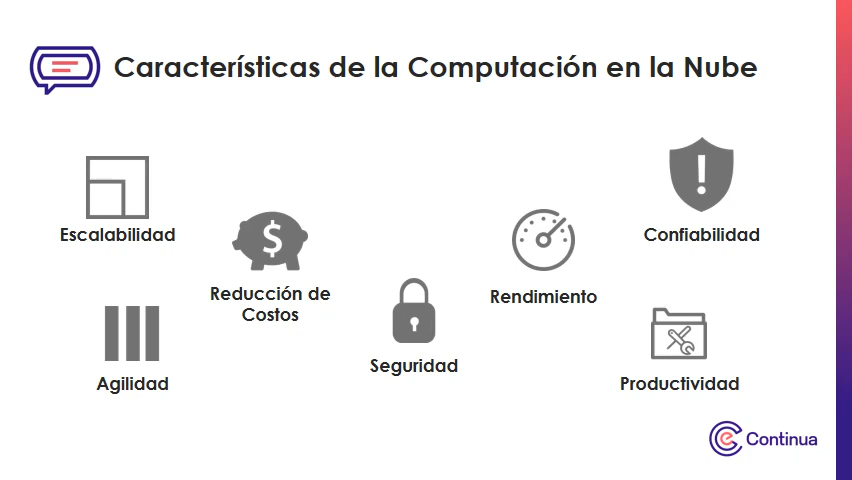 Características de la Computación en la Nube
Escalabilidad
Reducción de
Costos
Agilidad
Seguridad
Rendimiento
Confiabilidad
Productividad
Continua